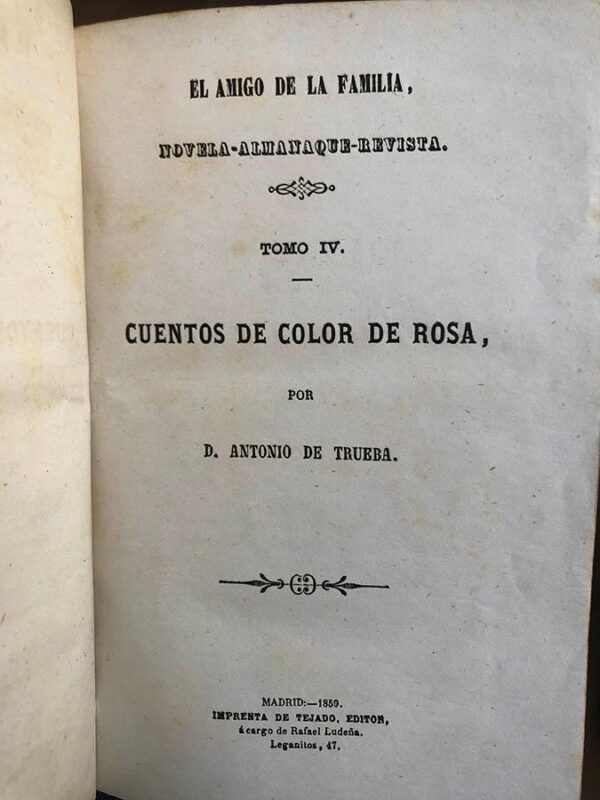 EL AMIGO DE LA FAMILIA,
NOVELA-ALMANAQUE-REVISTA.
TOMO IV.
CUENTOS DE COLOR DE ROSA,
POR
D. ANTONIO DE TRUEBA.
MADRID:—1859.
IMPRENTA DE TEJADO, EDITOR,
á cargo de Rafael Ludeña.
Leganitos, 47.